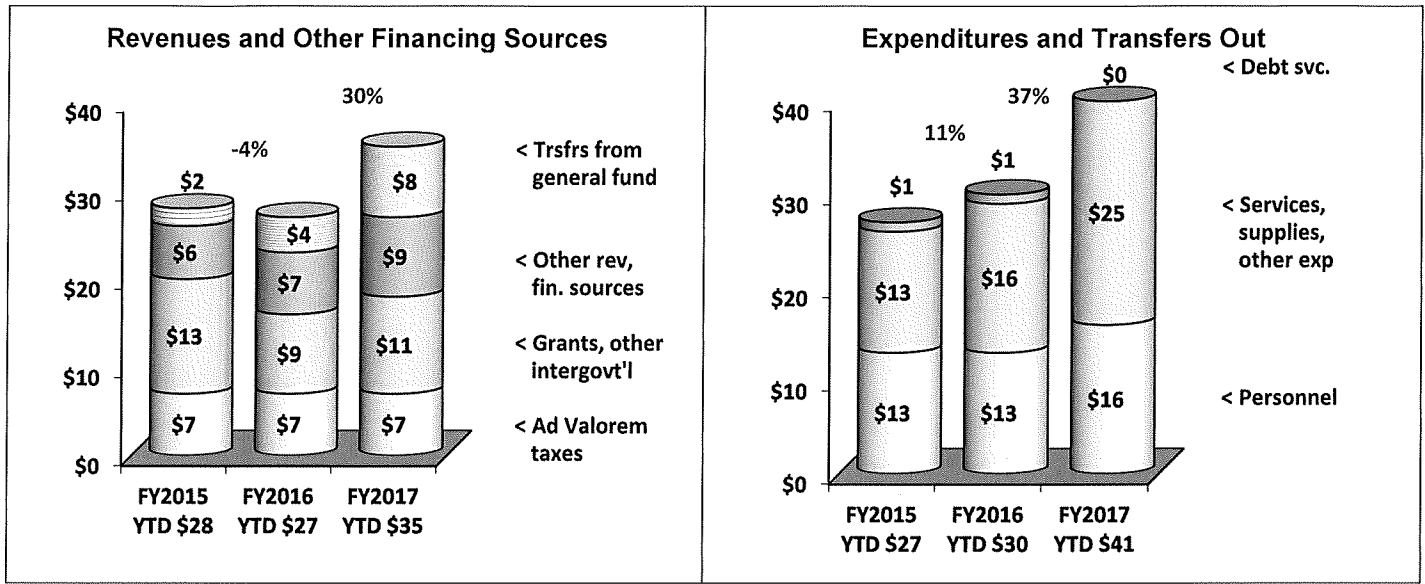 Revenues and Other Financing Sources
30%
$40
-4%
< Trsfrs from
general fund
$2
$8
$30
$4
$6
$9
< Other rev,
fin. sources
$7
$20
$13
$9
$11
< Grants, other
intergovt'l
$10
$7
$7
$7
< Ad Valorem
taxes
$0
FY2015
YTD $28
FY2016
YTD $27
FY2017
YTD $35
Expenditures and Transfers Out
< Debt svc.
$0
37%
$40
11%
$1
$1
$30
$25
< Services,
supplies,
other exp
$16
$13
$20
$10
$13
$13
$16
< Personnel
$0
FY2015
YTD $27
FY2016
YTD $30
FY2017
YTD $41